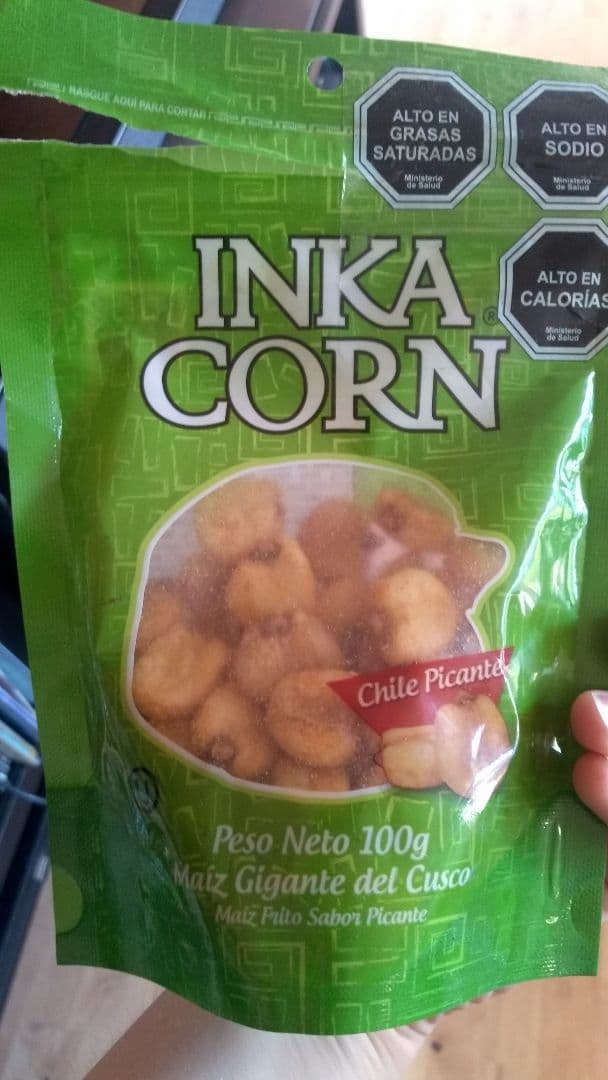 RASGUE AQUÍ PARA CORTAR
ALTO EN
GRASAS
SATURADAS
Ministerio
de Salud
ALTO EN
SODIO
Ministerio
de Salud
INKA
CORN
®
ALTO EN
CALORÍAS
Ministerio
de Salud
Chile Picante
Peso Neto 100g
Maíz Gigante del Cusco
Maíz Frito Sabor Picante